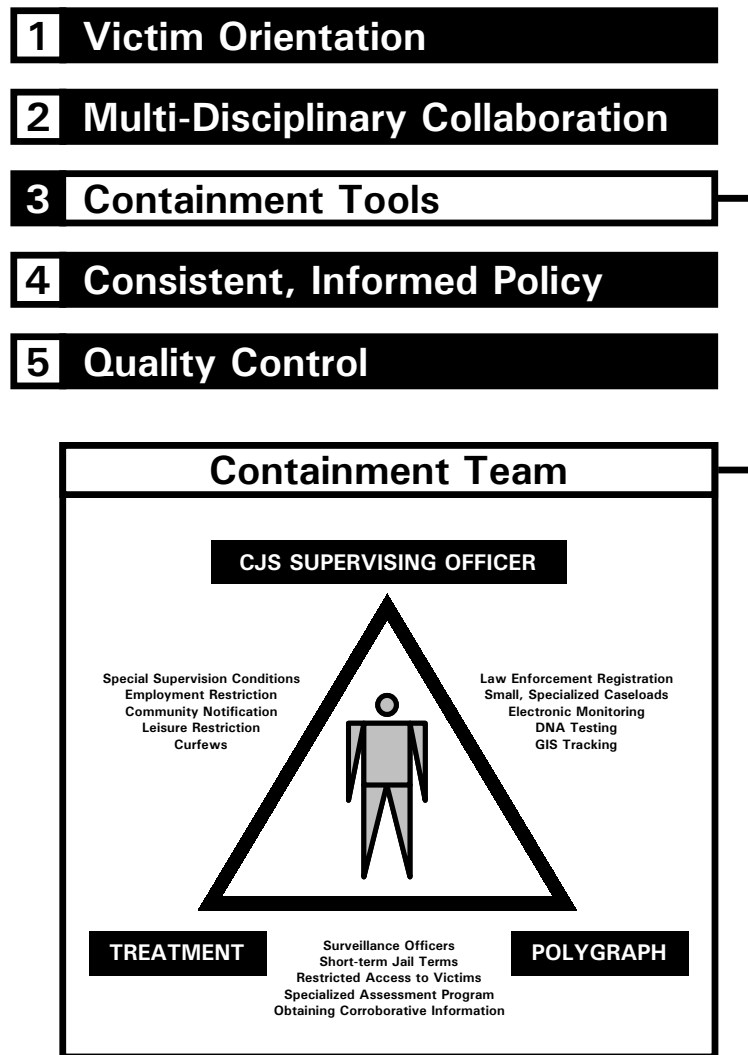 1 Victim Orientation
2 Multi-Disciplinary Collaboration
3 Containment Tools
4 Consistent, Informed Policy
5 Quality Control
Containment Team
CJS SUPERVISING OFFICER
Special Supervision Conditions
Employment Restriction
Community Notification
Leisure Restriction
Curfews
Law Enforcement Registration
Small, Specialized Caseloads
Electronic Monitoring
DNA Testing
GIS Tracking
TREATMENT
Surveillance Officers
Short-term Jail Terms
Restricted Access to Victims
Specialized Assessment Program
Obtaining Corroborative Information
POLYGRAPH